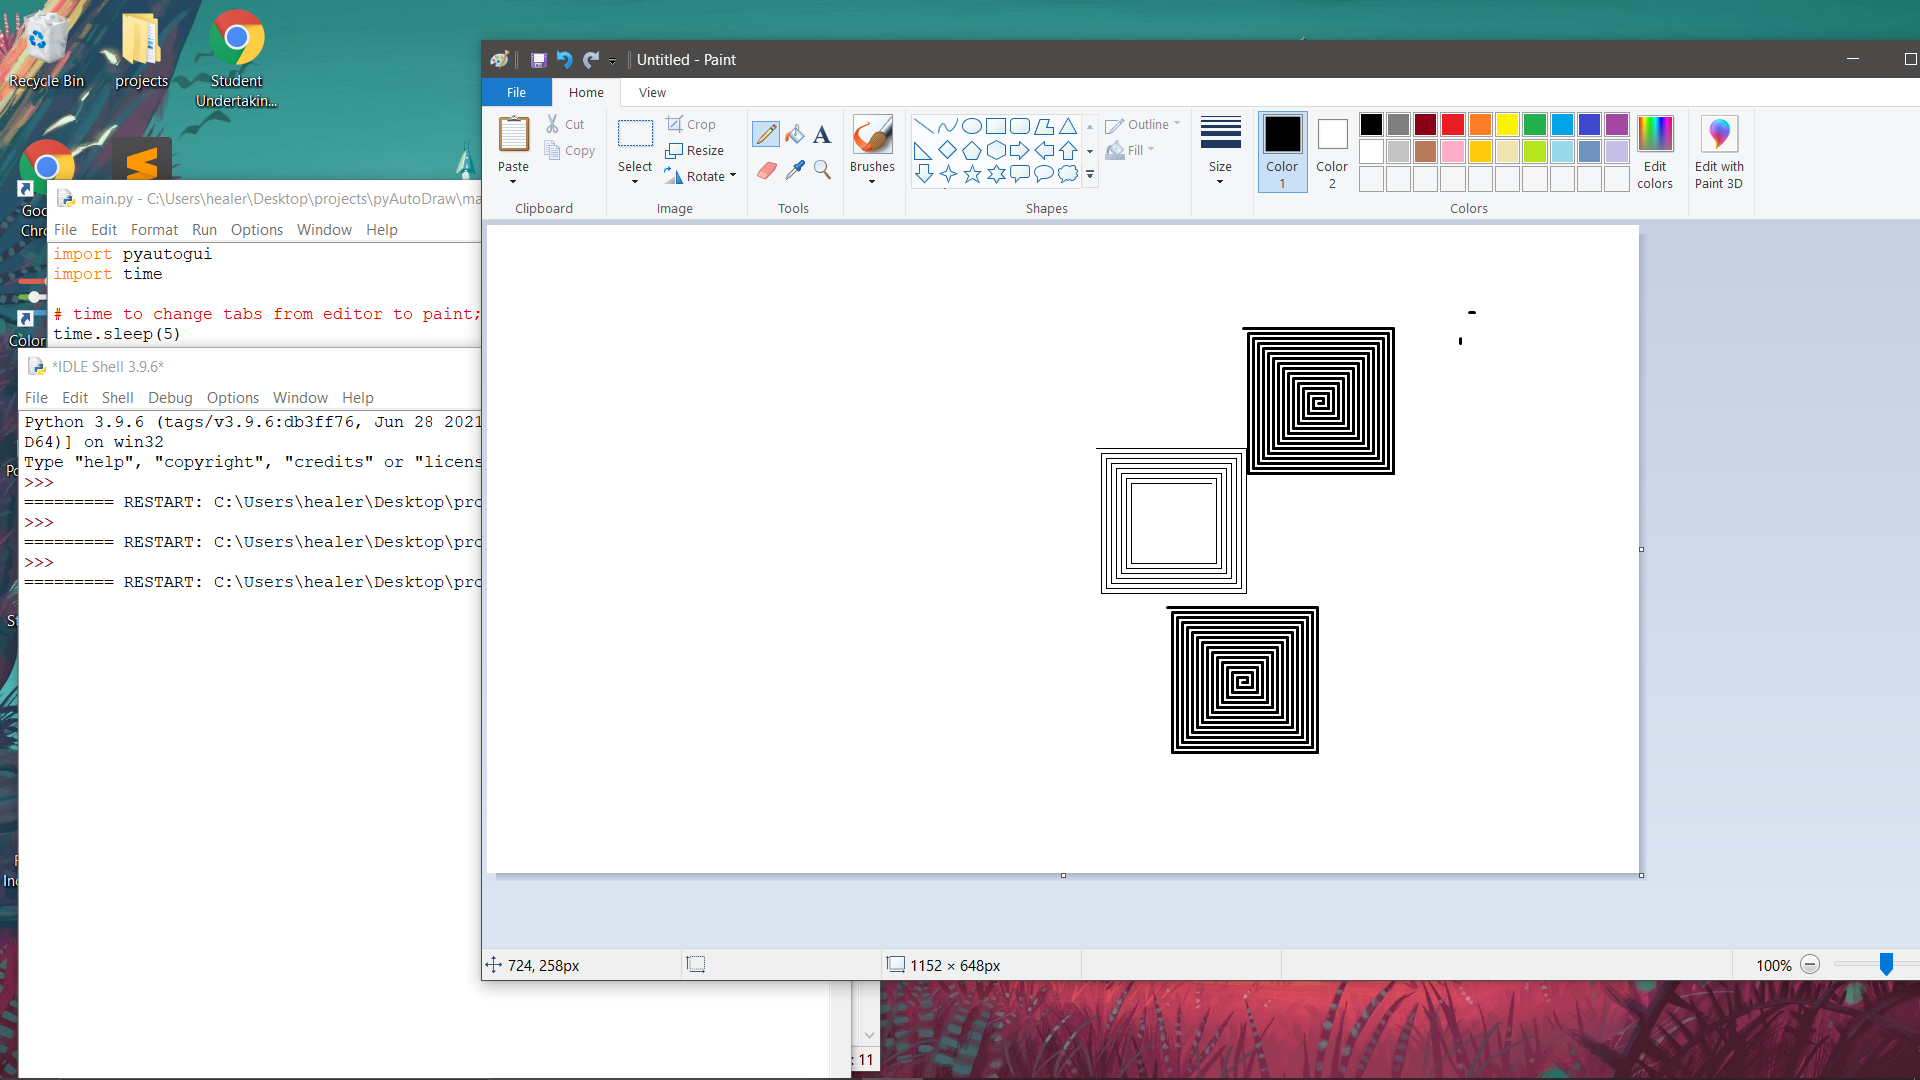 Recycle Bin
projects
Student
Undertakin...
main.py - C:\Users\healer\Desktop\projects\pyAutoDraw\ma
File Edit Format Run Options Window Help
import pyautogui
import time
# time to change tabs from editor to paint;
time.sleep(5)
*IDLE Shell 3.9.6*
File Edit Shell Debug Options Window Help
Python 3.9.6 (tags/v3.9.6:db3ff76, Jun 28 2021
D64)] on win32
Type "help", "copyright", "credits" or "licens
>>>
========= RESTART: C:\Users\healer\Desktop\pro
>>>
========= RESTART: C:\Users\healer\Desktop\pro
>>>
========= RESTART: C:\Users\healer\Desktop\pro
: 11
Untitled - Paint
File Home View
Paste
Cut
Copy
Clipboard
Select
Crop
Resize
Rotate
Image
A
Tools
Brushes
Outline
Fill
Shapes
Size
Color
1
Color
2
Edit
colors
Colors
Edit with
Paint 3D
724, 258px
1152 × 648px
100%